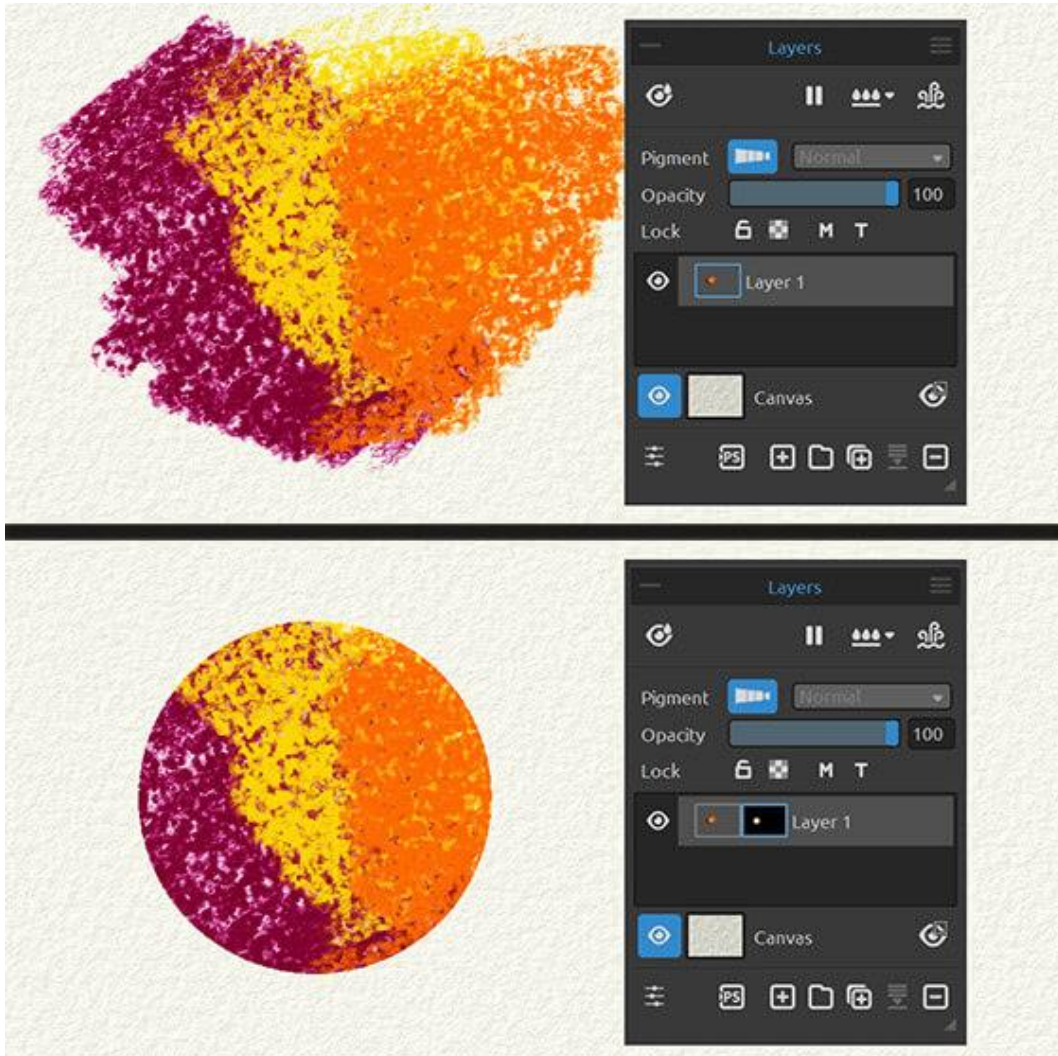 Layers
Pigment Normal
Opacity 100
Lock M T
Layer 1
Canvas
PS
Layers
Pigment Normal
Opacity 100
Lock M T
Layer 1
Canvas
PS